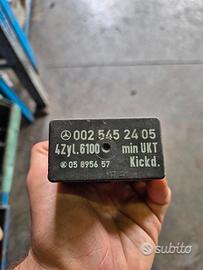 002 545 24 05
4Zyl. 6100 min UKT
05 8956 57 Kickd.
subito